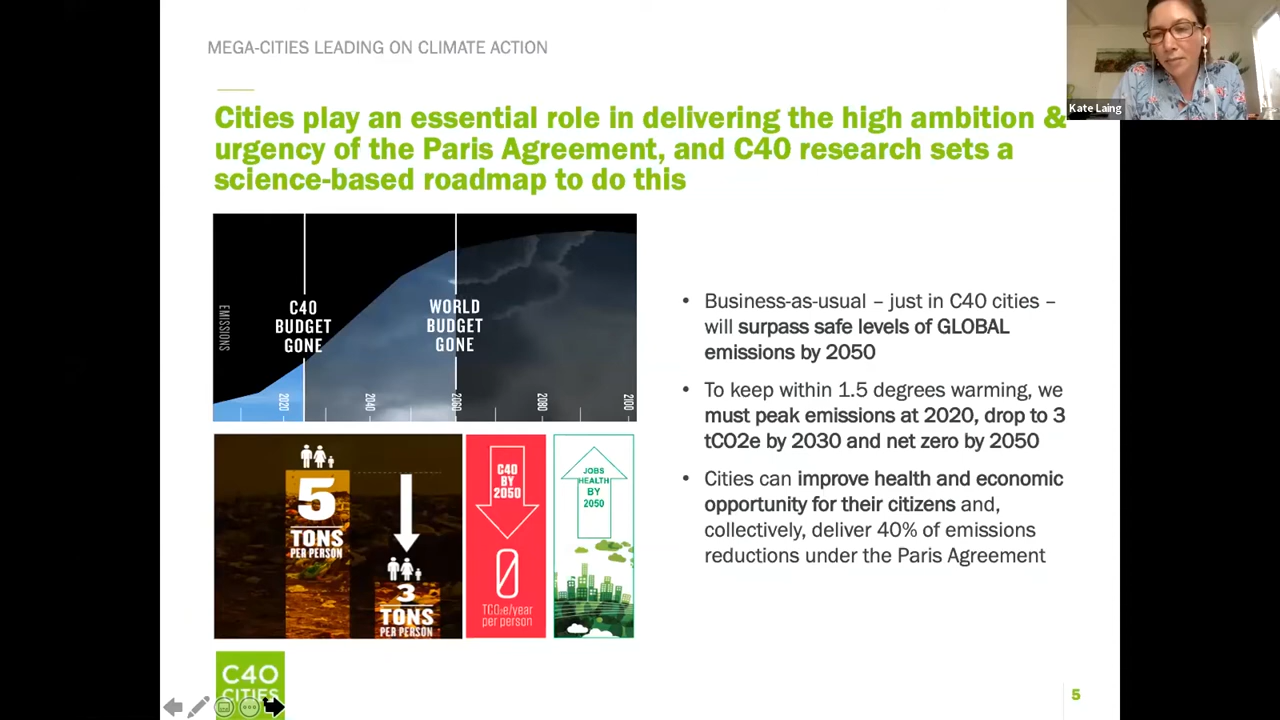 MEGA-CITIES LEADING ON CLIMATE ACTION
Kate Laing
Cities play an essential role in delivering the high ambition &
urgency of the Paris Agreement, and C40 research sets a
science-based roadmap to do this
EMISSIONS
C40
BUDGET
GONE
WORLD
BUDGET
GONE
2020
2040
2060
2080
2100
• Business-as-usual – just in C40 cities –
will surpass safe levels of GLOBAL
emissions by 2050
• To keep within 1.5 degrees warming, we
must peak emissions at 2020, drop to 3
tCO2e by 2030 and net zero by 2050
• Cities can improve health and economic
opportunity for their citizens and,
collectively, deliver 40% of emissions
reductions under the Paris Agreement
5
TONS
PER PERSON
3
TONS
PER PERSON
C40
BY
2050
0
TCO₂e/year
per person
JOBS
HEALTH
BY
2050
C40
CITIES
5